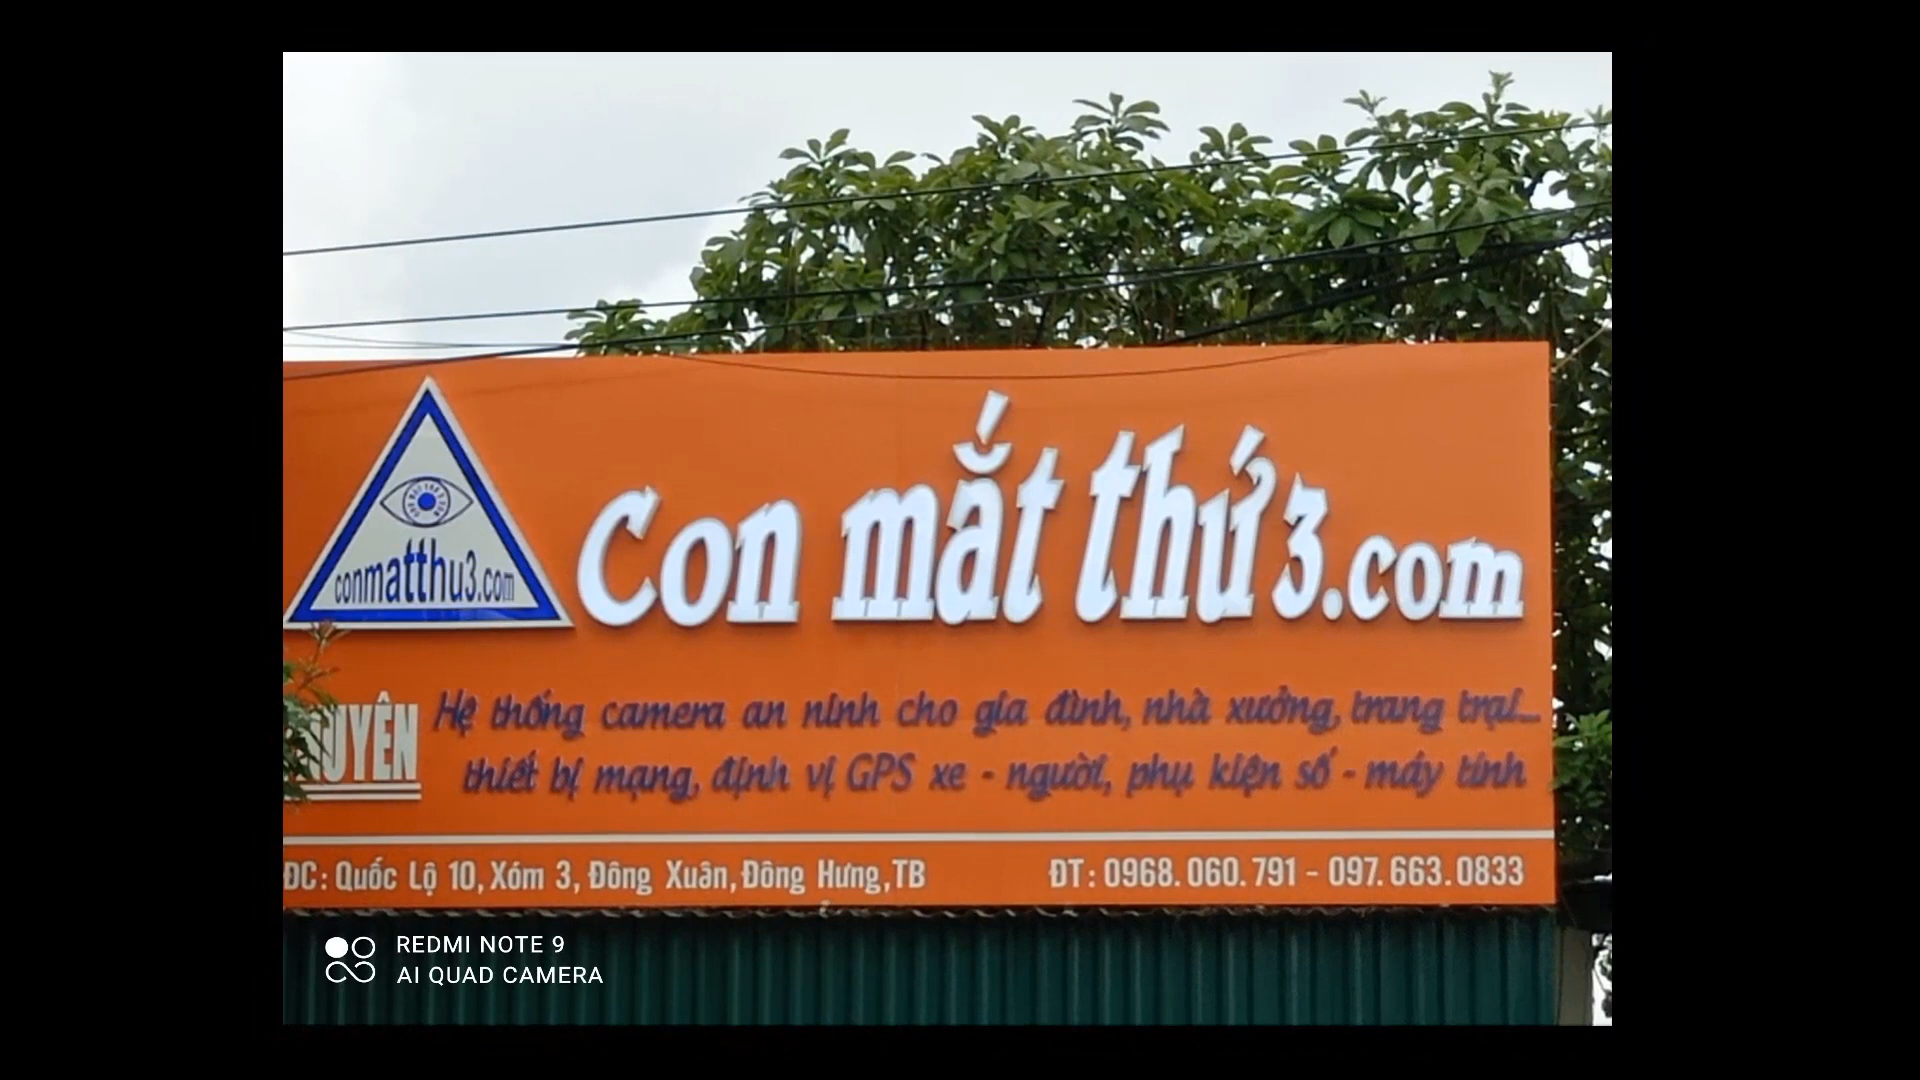 conmatthu3.com
Con mắt thứ 3.com
UYÊN
Hệ thống camera an ninh cho gia đình, nhà xưởng, trang trại...
thiết bị mạng, định vị GPS xe - người, phụ kiện số - máy tính
ĐC: Quốc Lộ 10, Xóm 3, Đông Xuân, Đông Hưng, TB
ĐT: 0968.060.791 - 097.663.0833
REDMI NOTE 9
AI QUAD CAMERA